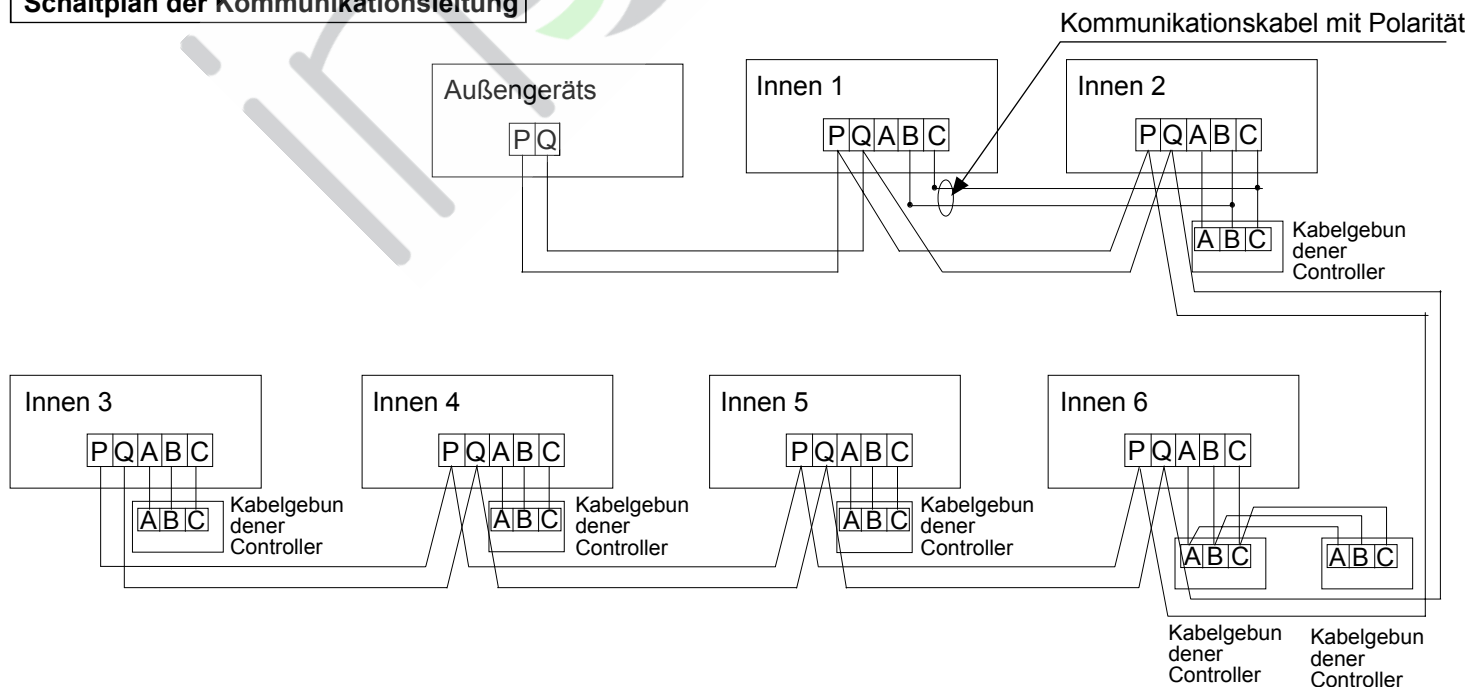 Schaltplan der Kommunikationsleitung
Kommunikationskabel mit Polarität
Außengeräts
P Q
Innen 1
P Q A B C
Innen 2
P Q A B C
A B C
Kabelgebun
dener
Controller
Innen 3
P Q A B C
A B C
Kabelgebun
dener
Controller
Innen 4
P Q A B C
A B C
Kabelgebun
dener
Controller
Innen 5
P Q A B C
A B C
Kabelgebun
dener
Controller
Innen 6
P Q A B C
A B C
A B C
Kabelgebun
dener
Controller
Kabelgebun
dener
Controller